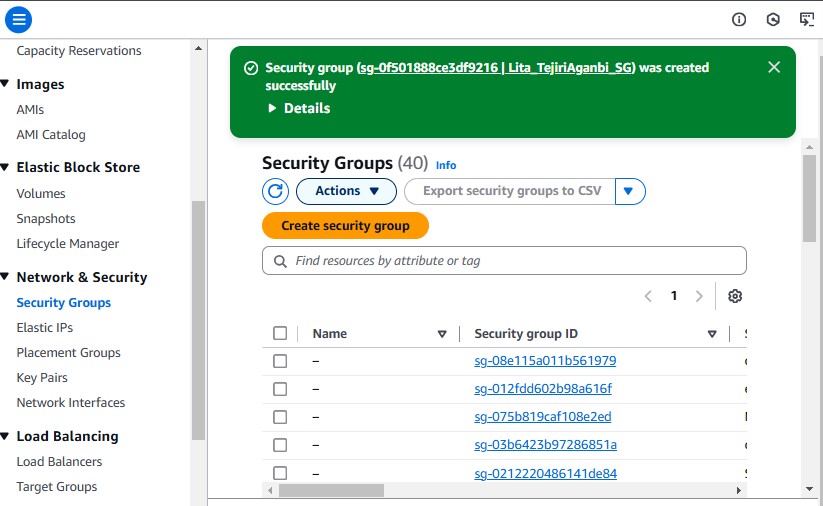 Capacity Reservations
Images
AMIs
AMI Catalog
Elastic Block Store
Volumes
Snapshots
Lifecycle Manager
Network & Security
Security Groups
Elastic IPs
Placement Groups
Key Pairs
Network Interfaces
Load Balancing
Load Balancers
Target Groups
Security group (sg-0f501888ce3df9216 | Lita_TejiriAganbi_SG) was created
successfully
Details
Security Groups (40) Info
Actions Export security groups to CSV
Create security group
Find resources by attribute or tag
1
Name Security group ID
– sg-08e115a011b561979
– sg-012fdd602b98a616f
– sg-075b819caf108e2ed
– sg-03b6423b97286851a
– sg-0212220486141de84